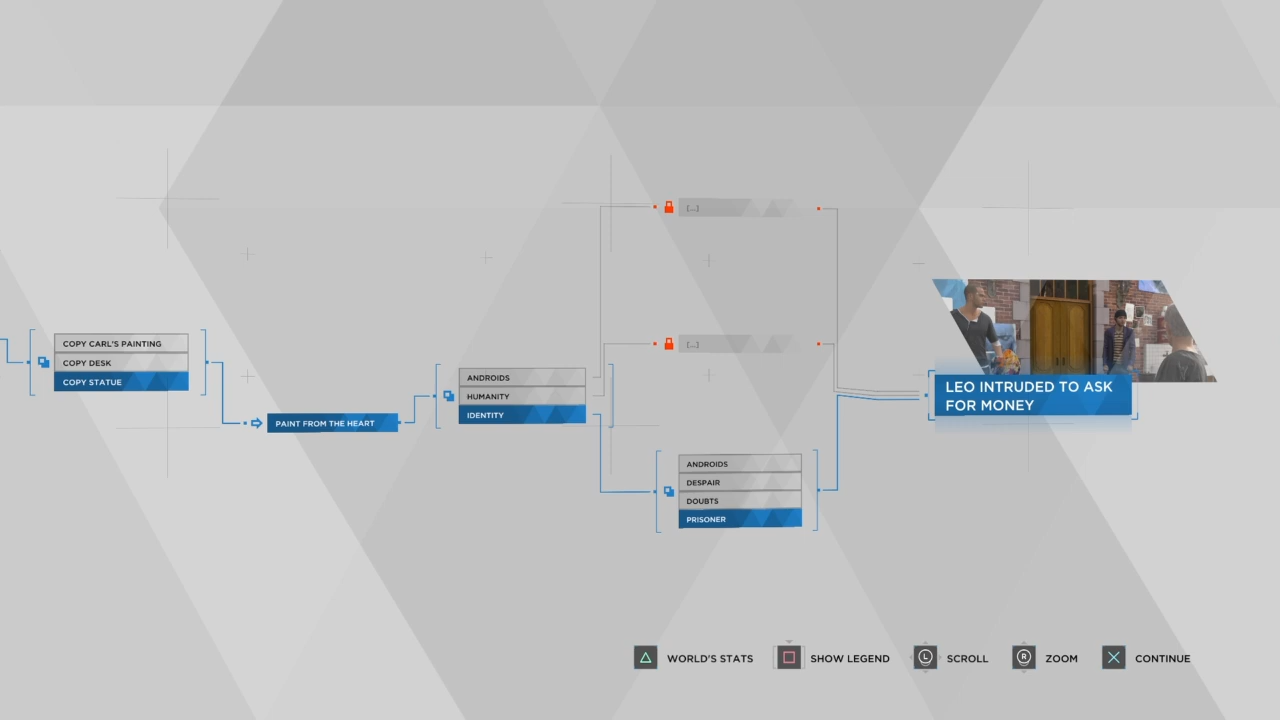 COPY CARL'S PAINTING
COPY DESK
COPY STATUE
PAINT FROM THE HEART
ANDROIDS
HUMANITY
IDENTITY
[...]
[...]
ANDROIDS
DESPAIR
DOUBTS
PRISONER
LEO INTRUDED TO ASK
FOR MONEY
WORLD'S STATS
SHOW LEGEND
L
SCROLL
R
ZOOM
CONTINUE